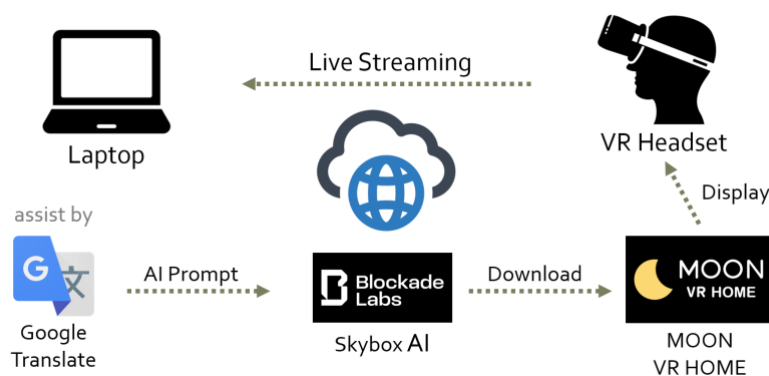 Live Streaming
Laptop
VR Headset
Display
assist by
G 文
AI Prompt
Blockade
Labs
Download
MOON
VR HOME
Google
Translate
Skybox AI
MOON
VR HOME